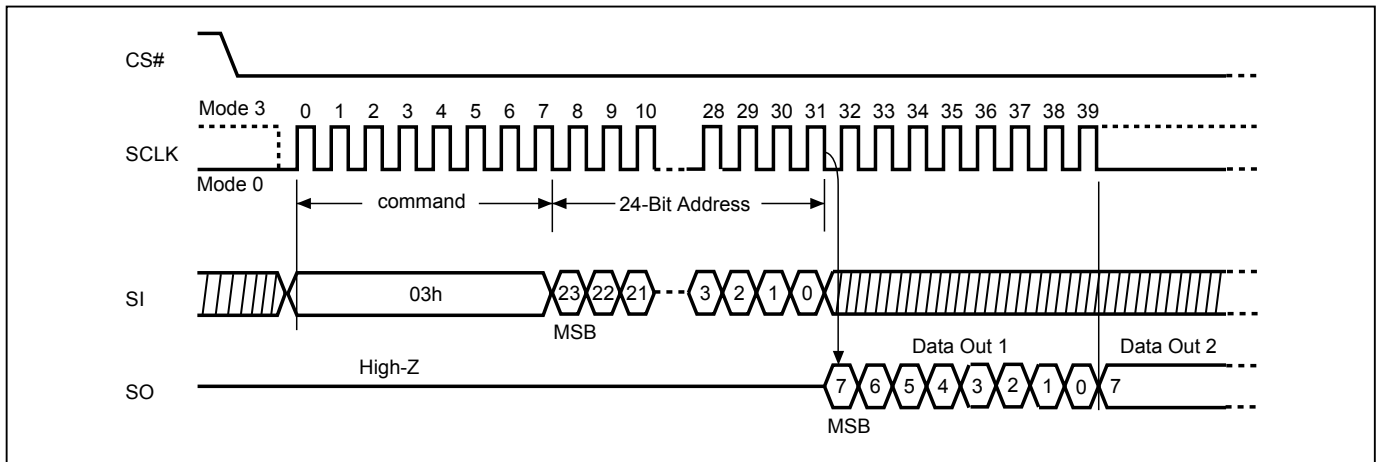 CS#
Mode 3
0 1 2 3 4 5 6 7 8 9 10 28 29 30 31 32 33 34 35 36 37 38 39
SCLK
Mode 0
command
24-Bit Address
SI
03h
23 22 21 3 2 1 0
MSB
Data Out 1
Data Out 2
High-Z
SO
7 6 5 4 3 2 1 0 7
MSB